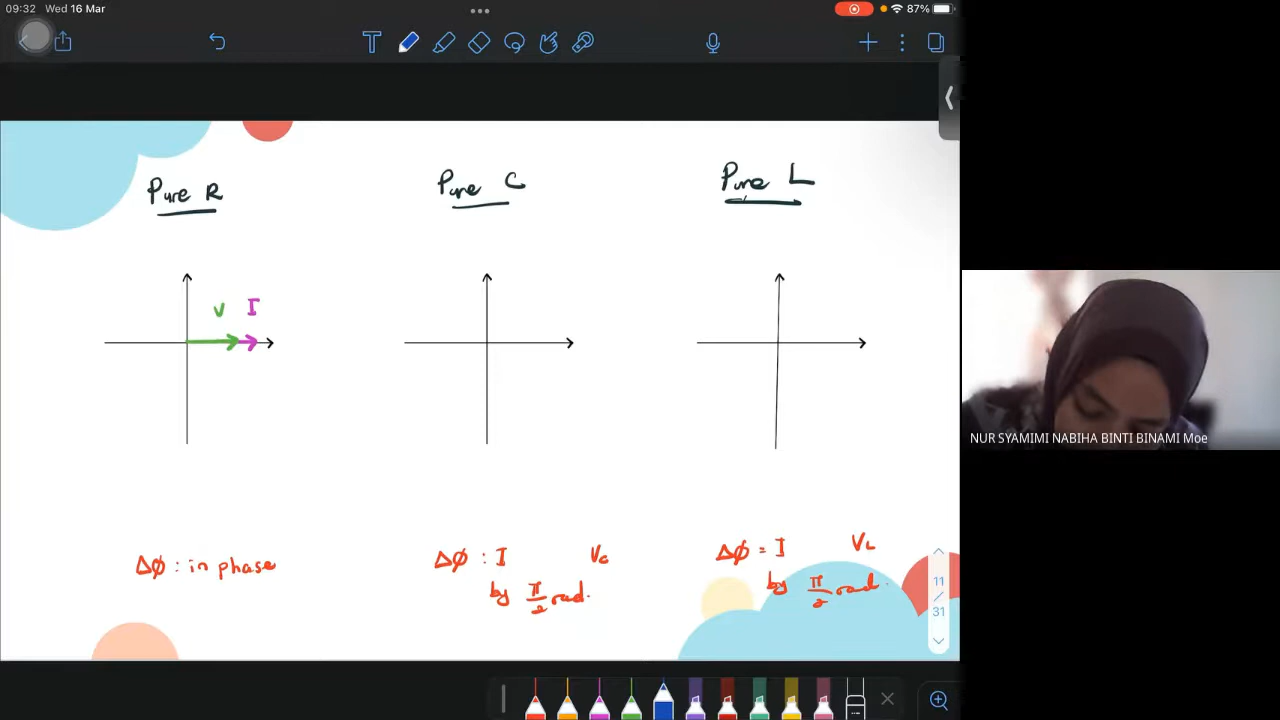 09:32 Wed 16 Mar
87%
T
Pure R
Pure C
Pure L
V I
Δφ : in phase
Δφ : I Vc
by π/2 rad.
Δφ = I VL
by π/2 rad.
11
/
31
NUR SYAMIMI NABIHA BINTI BINAMI Moe